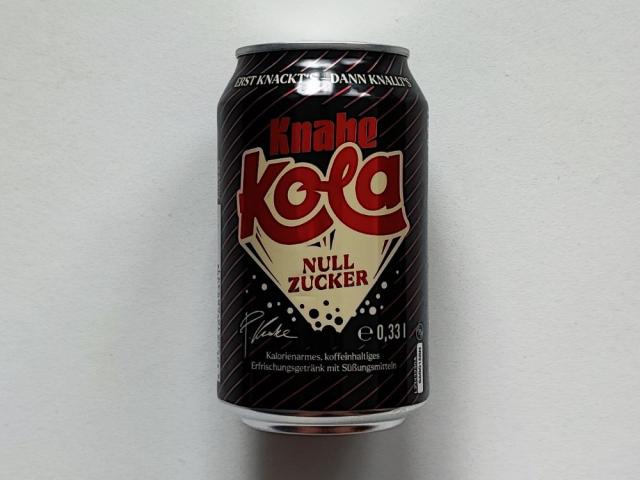 ERST KNACKT'S - DANN KNALLT'S
Knabe
Kola
NULL
ZUCKER
℮ 0,33 l
Kalorienarmes, koffeinhaltiges
Erfrischungsgetränk mit Süßungsmitteln